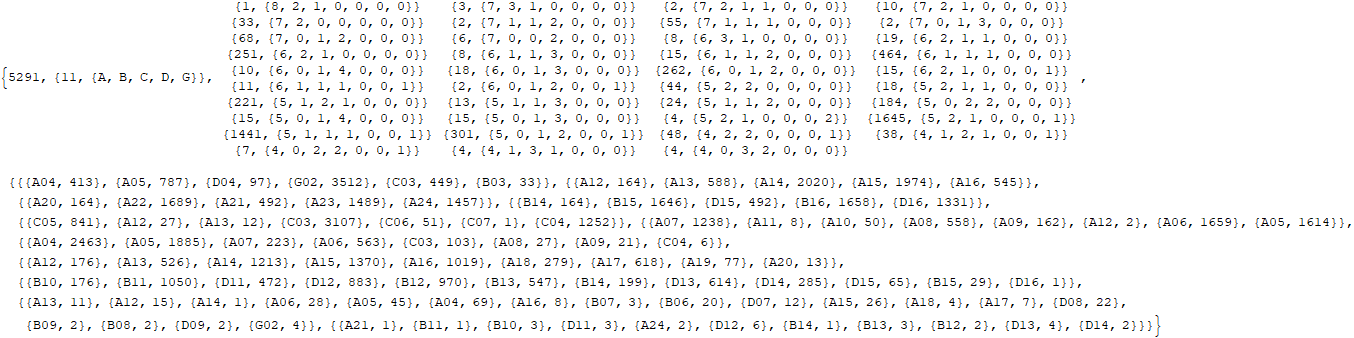 {1, {8, 2, 1, 0, 0, 0, 0}} {3, {7, 3, 1, 0, 0, 0, 0}} {2, {7, 2, 1, 1, 0, 0, 0}} {10, {7, 2, 1, 0, 0, 0, 0}}
{33, {7, 2, 0, 0, 0, 0, 0}} {2, {7, 1, 1, 2, 0, 0, 0}} {55, {7, 1, 1, 1, 0, 0, 0}} {2, {7, 0, 1, 3, 0, 0, 0}}
{68, {7, 0, 1, 2, 0, 0, 0}} {6, {7, 0, 0, 2, 0, 0, 0}} {8, {6, 3, 1, 0, 0, 0, 0}} {19, {6, 2, 1, 1, 0, 0, 0}}
{251, {6, 2, 1, 0, 0, 0, 0}} {8, {6, 1, 1, 3, 0, 0, 0}} {15, {6, 1, 1, 2, 0, 0, 0}} {464, {6, 1, 1, 1, 0, 0, 0}}
{5291, {11, {A, B, C, D, G}}, {10, {6, 0, 1, 4, 0, 0, 0}} {18, {6, 0, 1, 3, 0, 0, 0}} {262, {6, 0, 1, 2, 0, 0, 0}} {15, {6, 2, 1, 0, 0, 0, 1}} ,
{11, {6, 1, 1, 1, 0, 0, 1}} {2, {6, 0, 1, 2, 0, 0, 1}} {44, {5, 2, 2, 0, 0, 0, 0}} {18, {5, 2, 1, 1, 0, 0, 0}}
{221, {5, 1, 2, 1, 0, 0, 0}} {13, {5, 1, 1, 3, 0, 0, 0}} {24, {5, 1, 1, 2, 0, 0, 0}} {184, {5, 0, 2, 2, 0, 0, 0}}
{15, {5, 0, 1, 4, 0, 0, 0}} {15, {5, 0, 1, 3, 0, 0, 0}} {4, {5, 2, 1, 0, 0, 0, 2}} {1645, {5, 2, 1, 0, 0, 0, 1}}
{1441, {5, 1, 1, 1, 0, 0, 1}} {301, {5, 0, 1, 2, 0, 0, 1}} {48, {4, 2, 2, 0, 0, 0, 1}} {38, {4, 1, 2, 1, 0, 0, 1}}
{7, {4, 0, 2, 2, 0, 0, 1}} {4, {4, 1, 3, 1, 0, 0, 0}} {4, {4, 0, 3, 2, 0, 0, 0}}
{{{A04, 413}, {A05, 787}, {D04, 97}, {G02, 3512}, {C03, 449}, {B03, 33}}, {{A12, 164}, {A13, 588}, {A14, 2020}, {A15, 1974}, {A16, 545}},
{{A20, 164}, {A22, 1689}, {A21, 492}, {A23, 1489}, {A24, 1457}}, {{B14, 164}, {B15, 1646}, {D15, 492}, {B16, 1658}, {D16, 1331}},
{{C05, 841}, {A12, 27}, {A13, 12}, {C03, 3107}, {C06, 51}, {C07, 1}, {C04, 1252}}, {{A07, 1238}, {A11, 8}, {A10, 50}, {A08, 558}, {A09, 162}, {A12, 2}, {A06, 1659}, {A05, 1614}},
{{A04, 2463}, {A05, 1885}, {A07, 223}, {A06, 563}, {C03, 103}, {A08, 27}, {A09, 21}, {C04, 6}},
{{A12, 176}, {A13, 526}, {A14, 1213}, {A15, 1370}, {A16, 1019}, {A18, 279}, {A17, 618}, {A19, 77}, {A20, 13}},
{{B10, 176}, {B11, 1050}, {D11, 472}, {D12, 883}, {B12, 970}, {B13, 547}, {B14, 199}, {D13, 614}, {D14, 285}, {D15, 65}, {B15, 29}, {D16, 1}},
{{A13, 11}, {A12, 15}, {A14, 1}, {A06, 28}, {A05, 45}, {A04, 69}, {A16, 8}, {B07, 3}, {B06, 20}, {D07, 12}, {A15, 26}, {A18, 4}, {A17, 7}, {D08, 22},
{B09, 2}, {B08, 2}, {D09, 2}, {G02, 4}}, {{A21, 1}, {B11, 1}, {B10, 3}, {D11, 3}, {A24, 2}, {D12, 6}, {B14, 1}, {B13, 3}, {B12, 2}, {D13, 4}, {D14, 2}}}}